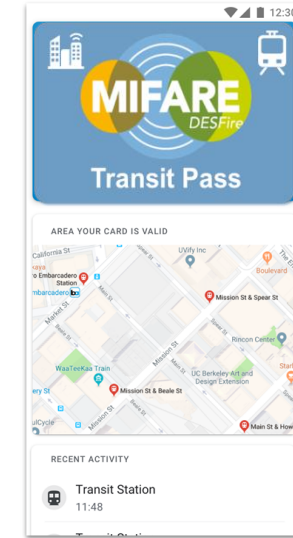 12:30
MIFARE
DESFire
Transit Pass
AREA YOUR CARD IS VALID
California St
UVify Inc
Boulevard
Embarcadero
Station
Mission St & Spear St
Market St
Rincon Center
WaaTeeKaa Train
UC Berkeley Art and
Design Extension
Mission St & Beale St
Mission St
Main St & How
RECENT ACTIVITY
Transit Station
11:48